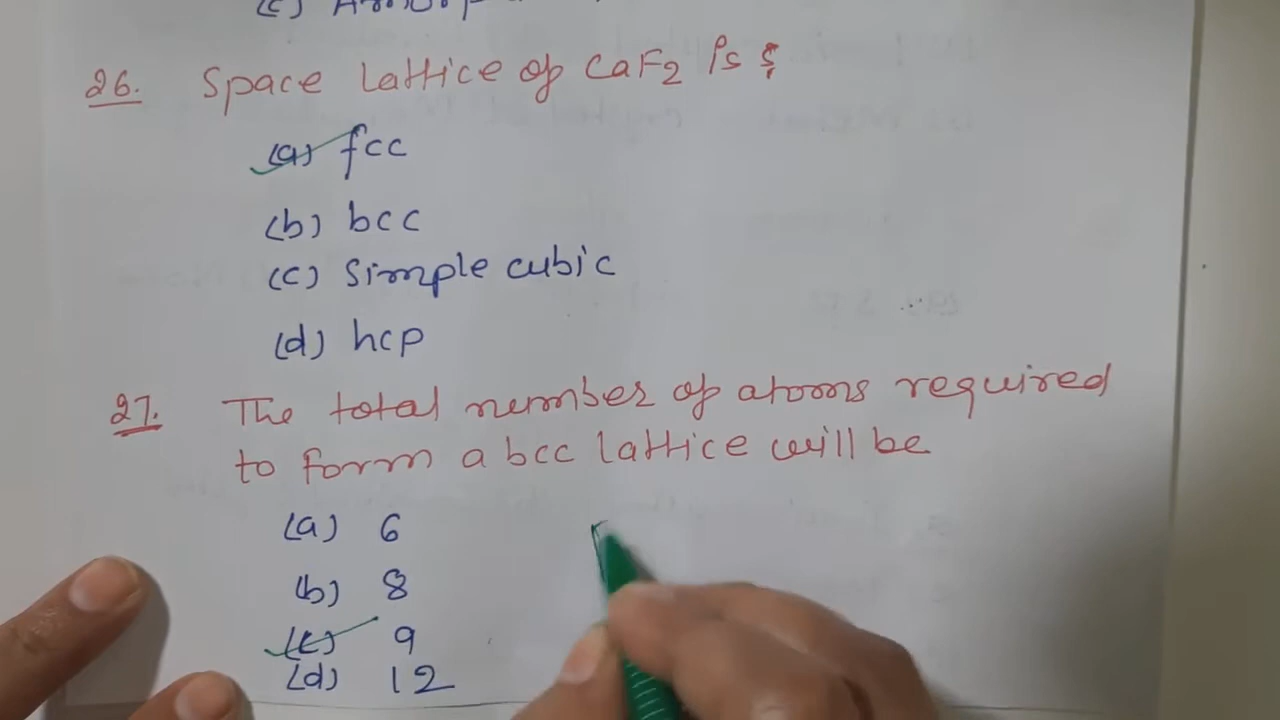 26. Space lattice of CaF2 is :
(a) fcc
(b) bcc
(c) Simple cubic
(d) hcp
27. The total number of atoms required
to form a bcc lattice will be
(a) 6
(b) 8
(c) 9
(d) 12